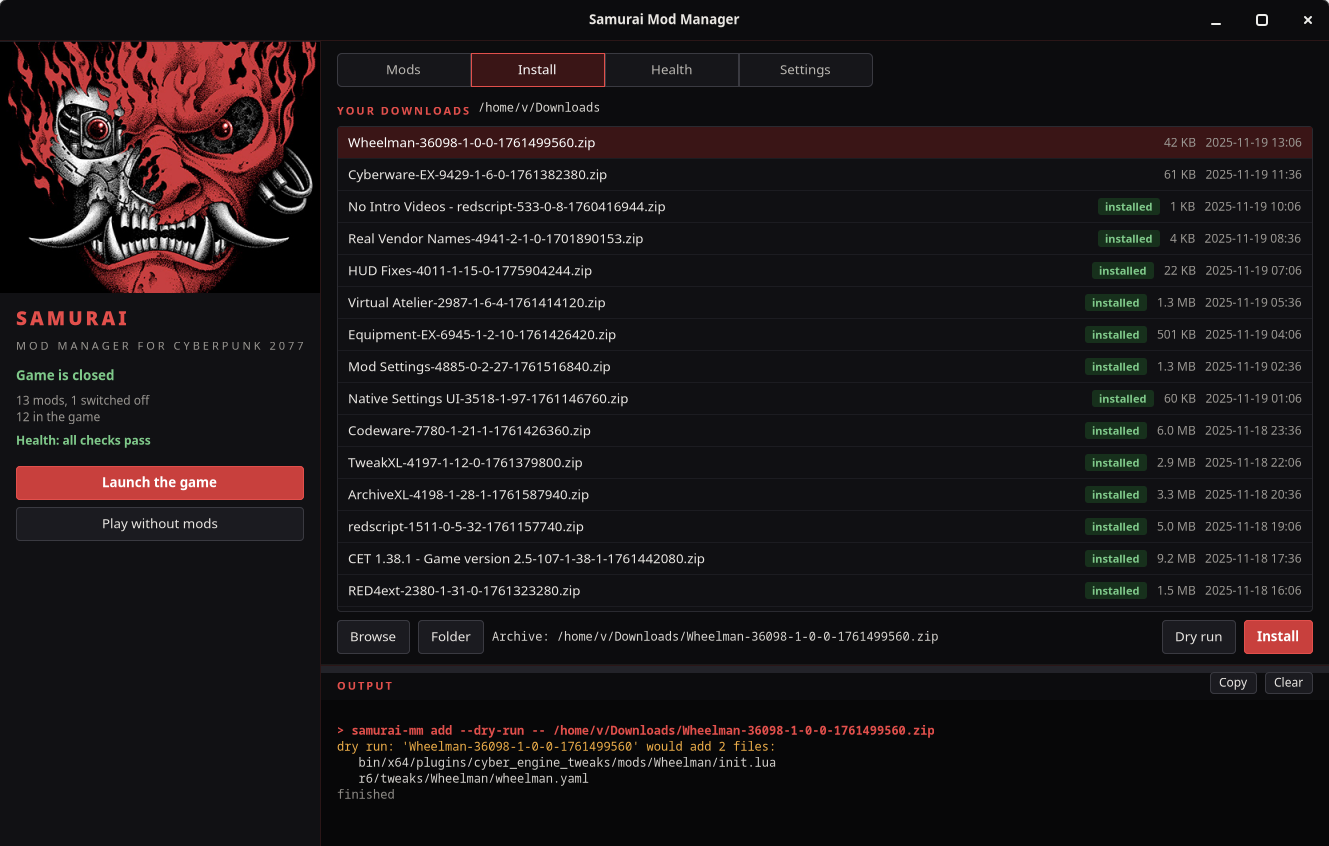 Samurai Mod Manager
SAMURAI
MOD MANAGER FOR CYBERPUNK 2077
Game is closed
13 mods, 1 switched off
12 in the game
Health: all checks pass
Launch the game
Play without mods
Mods Install Health Settings
YOUR DOWNLOADS /home/v/Downloads
Wheelman-36098-1-0-0-1761499560.zip 42 KB 2025-11-19 13:06
Cyberware-EX-9429-1-6-0-1761382380.zip 61 KB 2025-11-19 11:36
No Intro Videos - redscript-533-0-8-1760416944.zip installed 1 KB 2025-11-19 10:06
Real Vendor Names-4941-2-1-0-1701890153.zip installed 4 KB 2025-11-19 08:36
HUD Fixes-4011-1-15-0-1775904244.zip installed 22 KB 2025-11-19 07:06
Virtual Atelier-2987-1-6-4-1761414120.zip installed 1.3 MB 2025-11-19 05:36
Equipment-EX-6945-1-2-10-1761426420.zip installed 501 KB 2025-11-19 04:06
Mod Settings-4885-0-2-27-1761516840.zip installed 1.3 MB 2025-11-19 02:36
Native Settings UI-3518-1-97-1761146760.zip installed 60 KB 2025-11-19 01:06
Codeware-7780-1-21-1-1761426360.zip installed 6.0 MB 2025-11-18 23:36
TweakXL-4197-1-12-0-1761379800.zip installed 2.9 MB 2025-11-18 22:06
ArchiveXL-4198-1-28-1-1761587940.zip installed 3.3 MB 2025-11-18 20:36
redscript-1511-0-5-32-1761157740.zip installed 5.0 MB 2025-11-18 19:06
CET 1.38.1 - Game version 2.5-107-1-38-1-1761442080.zip installed 9.2 MB 2025-11-18 17:36
RED4ext-2380-1-31-0-1761323280.zip installed 1.5 MB 2025-11-18 16:06
Browse Folder Archive: /home/v/Downloads/Wheelman-36098-1-0-0-1761499560.zip Dry run Install
OUTPUT Copy Clear
> samurai-mm add --dry-run -- /home/v/Downloads/Wheelman-36098-1-0-0-1761499560.zip
dry run: 'Wheelman-36098-1-0-0-1761499560' would add 2 files:
bin/x64/plugins/cyber_engine_tweaks/mods/Wheelman/init.lua
r6/tweaks/Wheelman/wheelman.yaml
finished